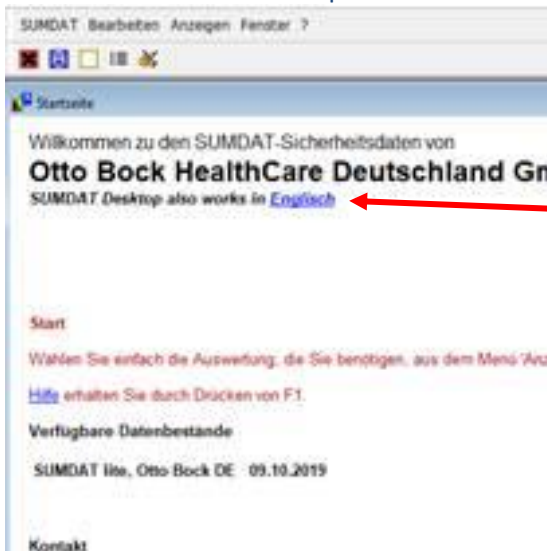 SUMDAT Bearbeiten Anzeigen Fenster ?
Startseite
Willkommen zu den SUMDAT-Sicherheitsdaten von
Otto Bock HealthCare Deutschland Gm
SUMDAT Desktop also works in Englisch
Start
Wählen Sie einfach die Auswertung, die Sie benötigen, aus dem Menü 'Anz
Hilfe erhalten Sie durch Drücken von F1.
Verfügbare Datenbestände
SUMDAT lite, Otto Bock DE 09.10.2019
Kontakt